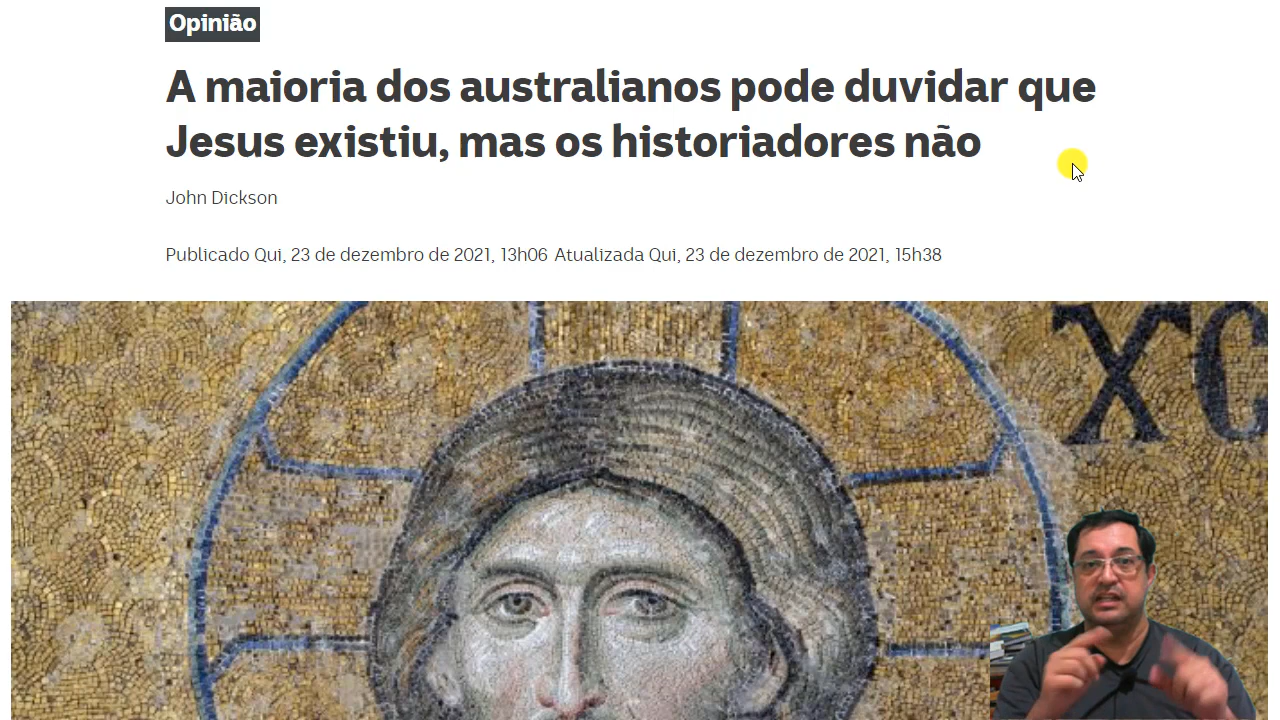 Opinião
A maioria dos australianos pode duvidar que
Jesus existiu, mas os historiadores não
John Dickson
Publicado Qui, 23 de dezembro de 2021, 13h06 Atualizada Qui, 23 de dezembro de 2021, 15h38
XC